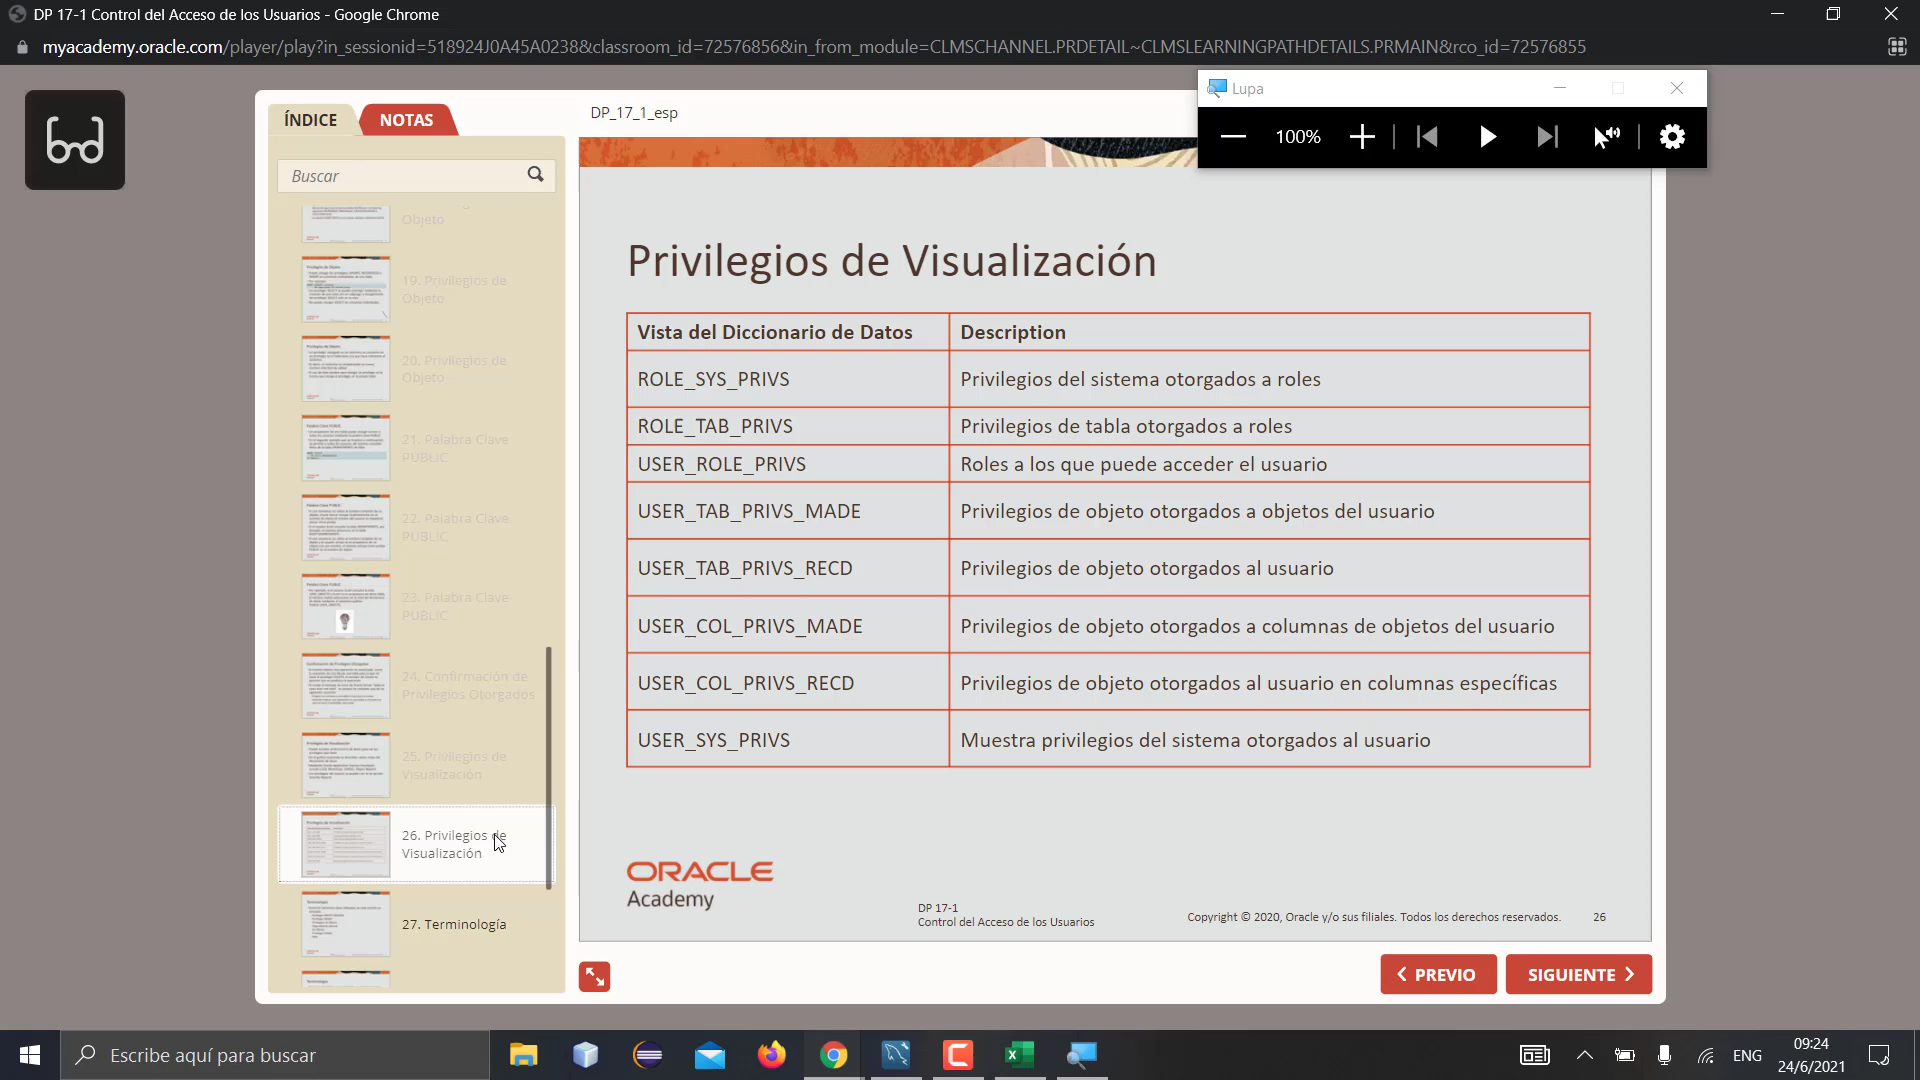 DP 17-1 Control del Acceso de los Usuarios - Google Chrome
myacademy.oracle.com/player/play?in_sessionid=518924J0A45A0238&classroom_id=72576856&in_from_module=CLMSCHANNEL.PRDETAIL~CLMSLEARNINGPATHDETAILS.PRMAIN&rco_id=72576855
Lupa
100%
ÍNDICE
NOTAS
DP_17_1_esp
Buscar
Objeto
19. Privilegios de
Objeto
20. Privilegios de
Objeto
21. Palabra Clave
PUBLIC
22. Palabra Clave
PUBLIC
23. Palabra Clave
PUBLIC
24. Confirmación de
Privilegios Otorgados
25. Privilegios de
Visualización
26. Privilegios de
Visualización
27. Terminología
Privilegios de Visualización
Vista del Diccionario de Datos Description
ROLE_SYS_PRIVS Privilegios del sistema otorgados a roles
ROLE_TAB_PRIVS Privilegios de tabla otorgados a roles
USER_ROLE_PRIVS Roles a los que puede acceder el usuario
USER_TAB_PRIVS_MADE Privilegios de objeto otorgados a objetos del usuario
USER_TAB_PRIVS_RECD Privilegios de objeto otorgados al usuario
USER_COL_PRIVS_MADE Privilegios de objeto otorgados a columnas de objetos del usuario
USER_COL_PRIVS_RECD Privilegios de objeto otorgados al usuario en columnas específicas
USER_SYS_PRIVS Muestra privilegios del sistema otorgados al usuario
ORACLE
Academy
DP 17-1
Control del Acceso de los Usuarios
Copyright © 2020, Oracle y/o sus filiales. Todos los derechos reservados.
26
PREVIO
SIGUIENTE
Escribe aquí para buscar
ENG
09:24
24/6/2021